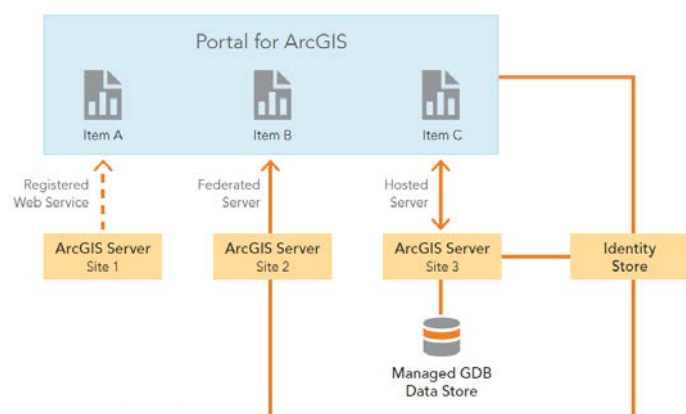 Portal for ArcGIS
Item A
Item B
Item C
Registered
Web Service
Federated
Server
Hosted
Server
ArcGIS Server
Site 1
ArcGIS Server
Site 2
ArcGIS Server
Site 3
Identity
Store
Managed GDB
Data Store